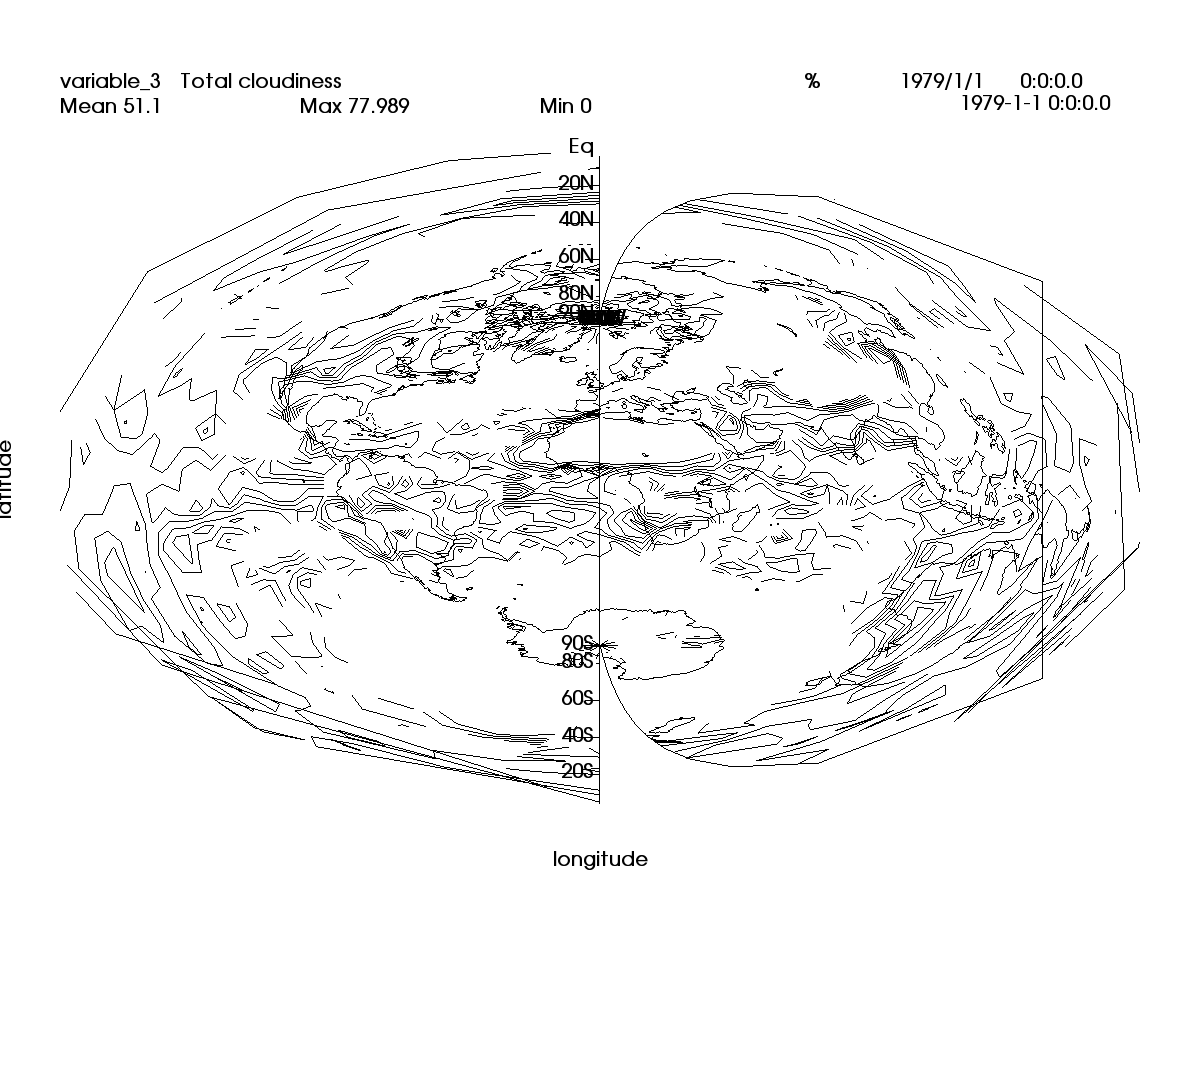 variable_3 Total cloudiness % 1979/1/1 0:0:0.0
Mean 51.1 Max 77.989 Min 0 1979-1-1 0:0:0.0
Eq
20N
40N
60N
80N
90N
latitude
90S
80S
60S
40S
20S
longitude